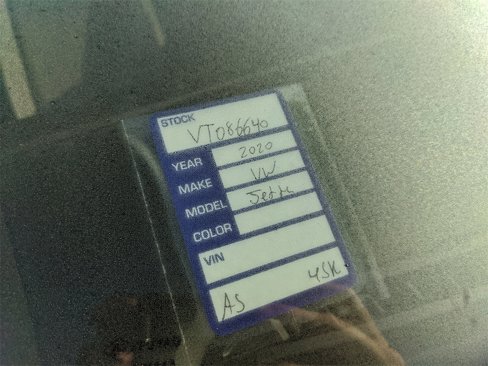 STOCK
VT086640
YEAR 2020
MAKE VW
MODEL Jetta
COLOR
VIN
AS 45K